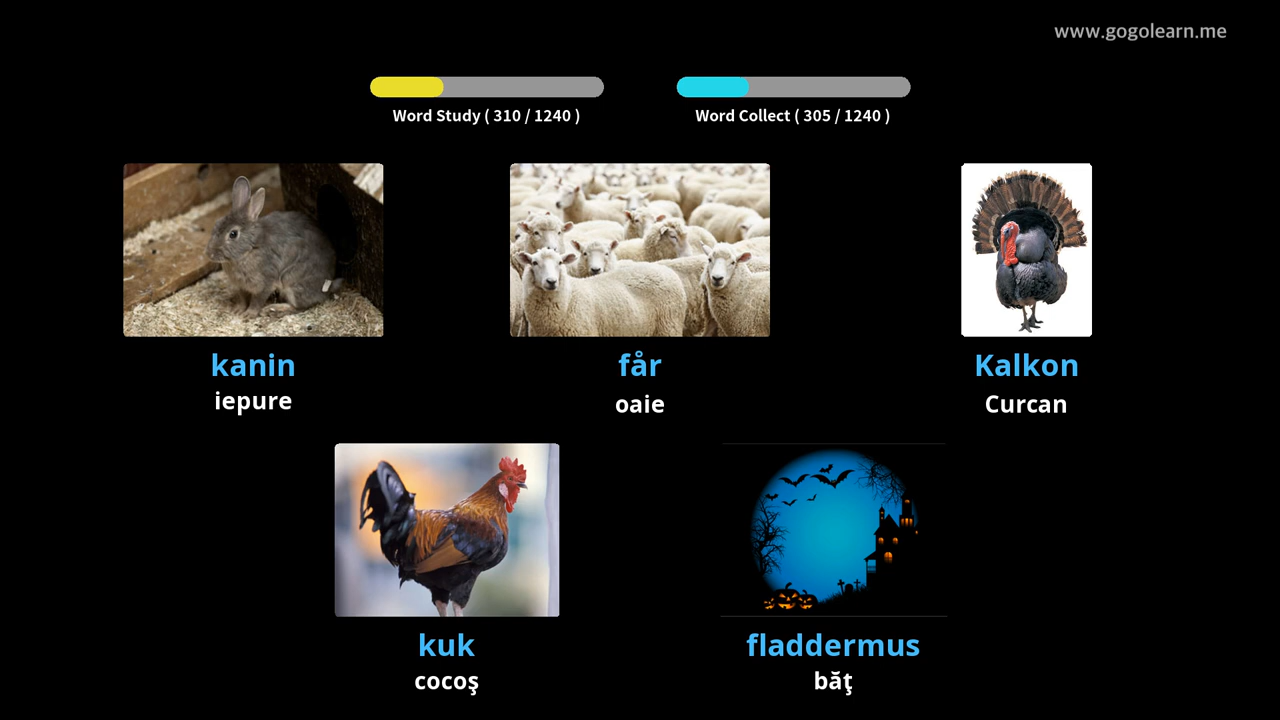 www.gogolearn.me
Word Study ( 310 / 1240 )
Word Collect ( 305 / 1240 )
kanin
iepure
får
oaie
Kalkon
Curcan
kuk
cocoş
fladdermus
băţ